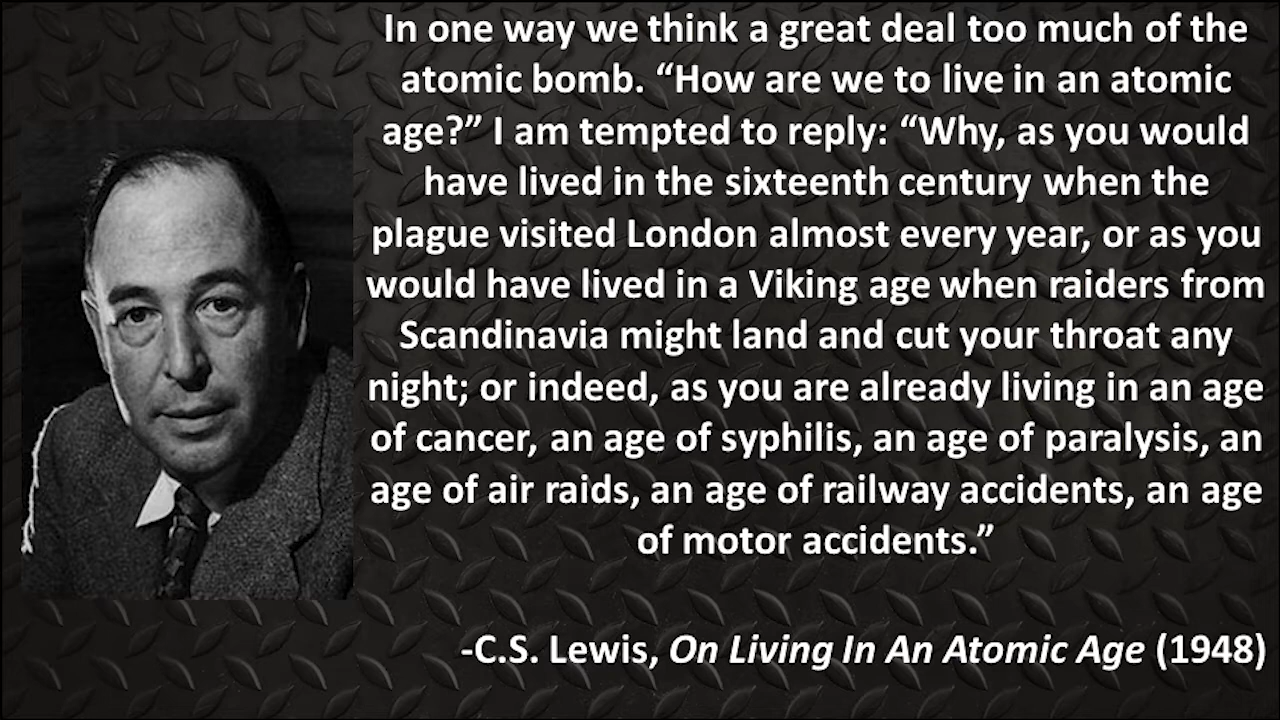 In one way we think a great deal too much of the
atomic bomb. “How are we to live in an atomic
age?” I am tempted to reply: “Why, as you would
have lived in the sixteenth century when the
plague visited London almost every year, or as you
would have lived in a Viking age when raiders from
Scandinavia might land and cut your throat any
night; or indeed, as you are already living in an age
of cancer, an age of syphilis, an age of paralysis, an
age of air raids, an age of railway accidents, an age
of motor accidents.”
-C.S. Lewis, On Living In An Atomic Age (1948)